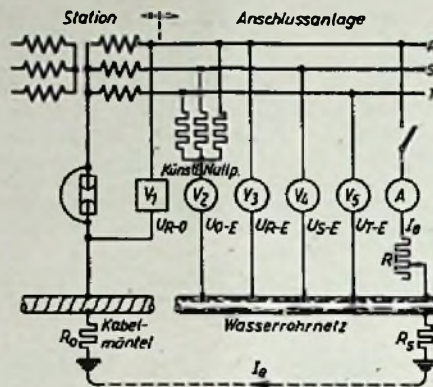 Station Anschlussanlage
R
S
T
Künstl. Nullp.
V1 V2 V3 V4 V5 A
UR-0 U0-E UR-E US-E UT-E Ie
R
Kabel-
mäntel
Wasserrohrnetz
R0 RS
Ie